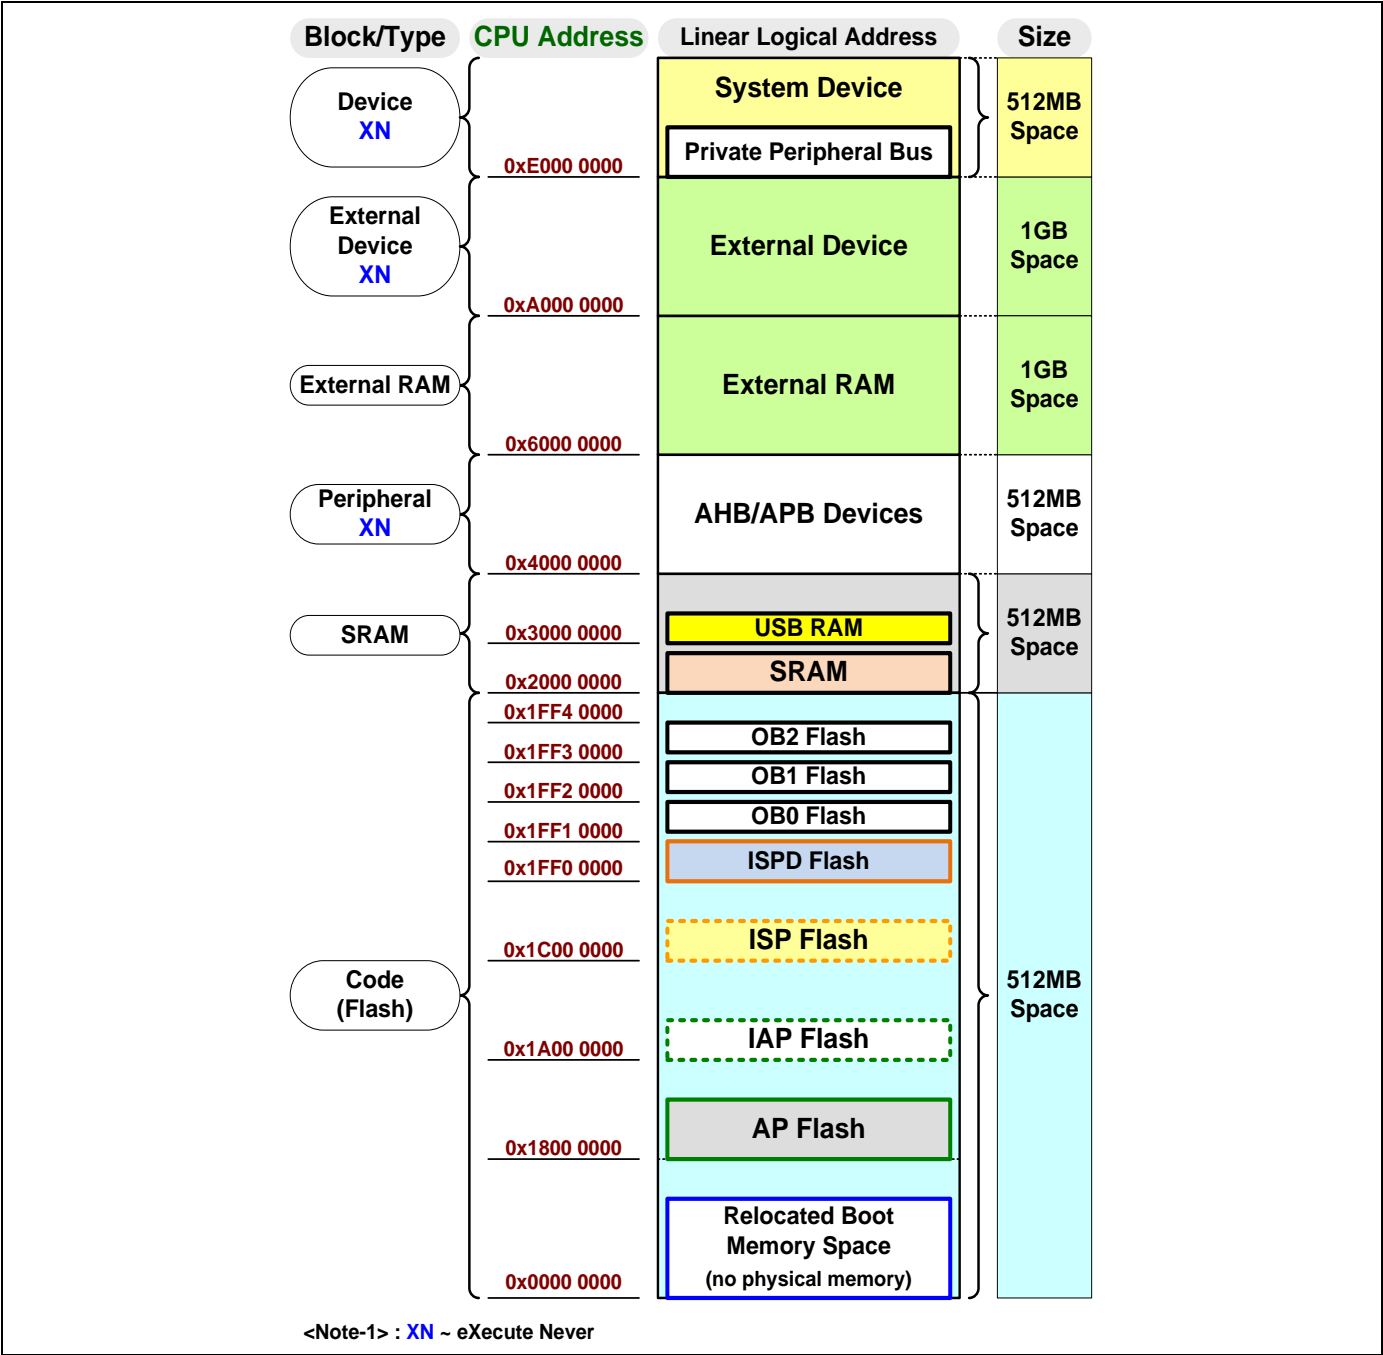 Block/Type CPU Address Linear Logical Address Size
Device
XN
System Device
Private Peripheral Bus
512MB
Space
0xE000 0000
External
Device
XN
External Device
1GB
Space
0xA000 0000
External RAM
External RAM
1GB
Space
0x6000 0000
Peripheral
XN
AHB/APB Devices
512MB
Space
0x4000 0000
SRAM
0x3000 0000
USB RAM
512MB
Space
SRAM
0x2000 0000
0x1FF4 0000
OB2 Flash
0x1FF3 0000
OB1 Flash
0x1FF2 0000
OB0 Flash
0x1FF1 0000
ISPD Flash
0x1FF0 0000
ISP Flash
0x1C00 0000
Code
(Flash)
512MB
Space
IAP Flash
0x1A00 0000
AP Flash
0x1800 0000
Relocated Boot
Memory Space
(no physical memory)
0x0000 0000
<Note-1> : XN ~ eXecute Never